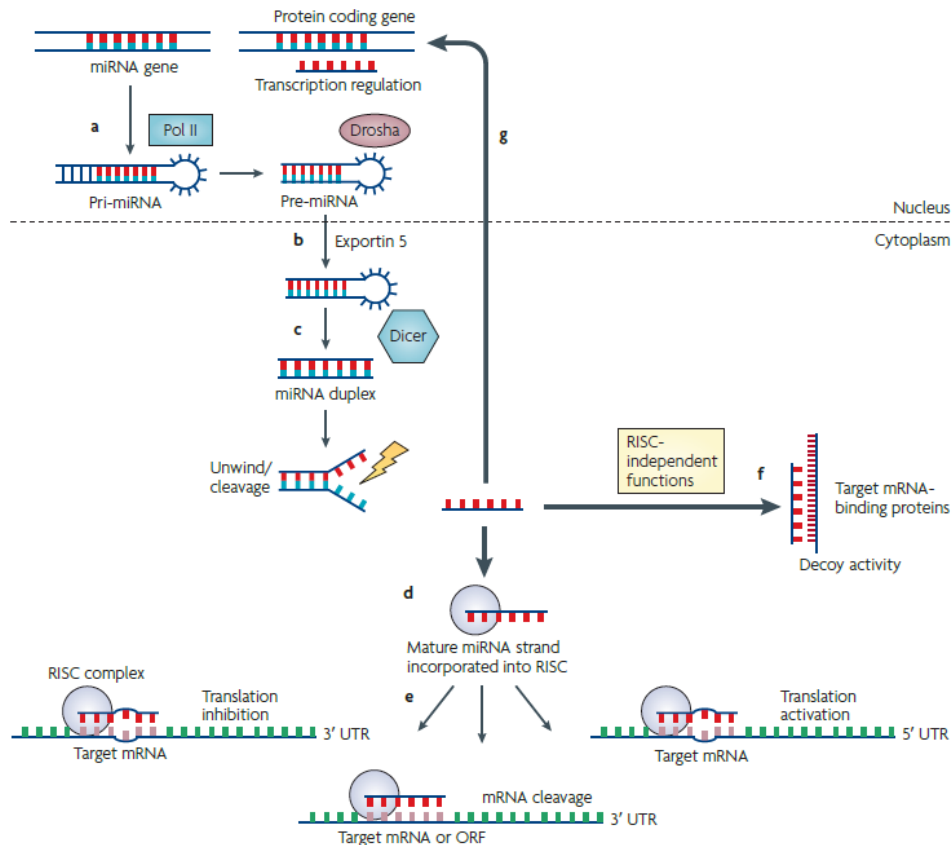 Protein coding gene
miRNA gene
Transcription regulation
a
Pol II
Drosha
g
Pri-miRNA
Pre-miRNA
Nucleus
Cytoplasm
b
Exportin 5
c
Dicer
miRNA duplex
Unwind/
cleavage
RISC-
independent
functions
f
Target mRNA-
binding proteins
Decoy activity
d
Mature miRNA strand
incorporated into RISC
e
RISC complex
Translation
inhibition
3′ UTR
Target mRNA
Translation
activation
5′ UTR
Target mRNA
mRNA cleavage
3′ UTR
Target mRNA or ORF